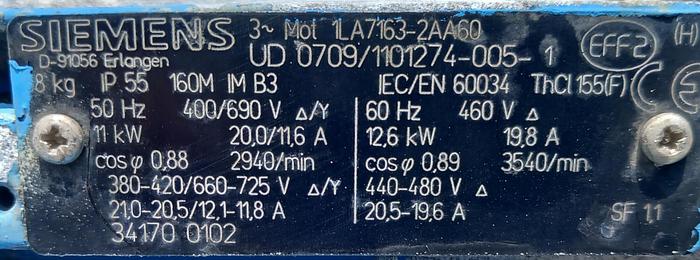 SIEMENS
3~ Mot 1LA7163-2AA60
D-91056 Erlangen
UD 0709/1101274-005-1
EFF2
(H)
8 kg IP 55 160M IM B3 IEC/EN 60034 ThCl 155(F)
50 Hz 400/690 V △/Y
11 kW 20,0/11,6 A
cosφ 0,88 2940/min
380-420/660-725 V △/Y
21,0-20,5/12,1-11,8 A
34170 0102
60 Hz 460 V △
12,6 kW 19,8 A
cosφ 0,89 3540/min
440-480 V △
20,5-19,6 A
SF 1.1